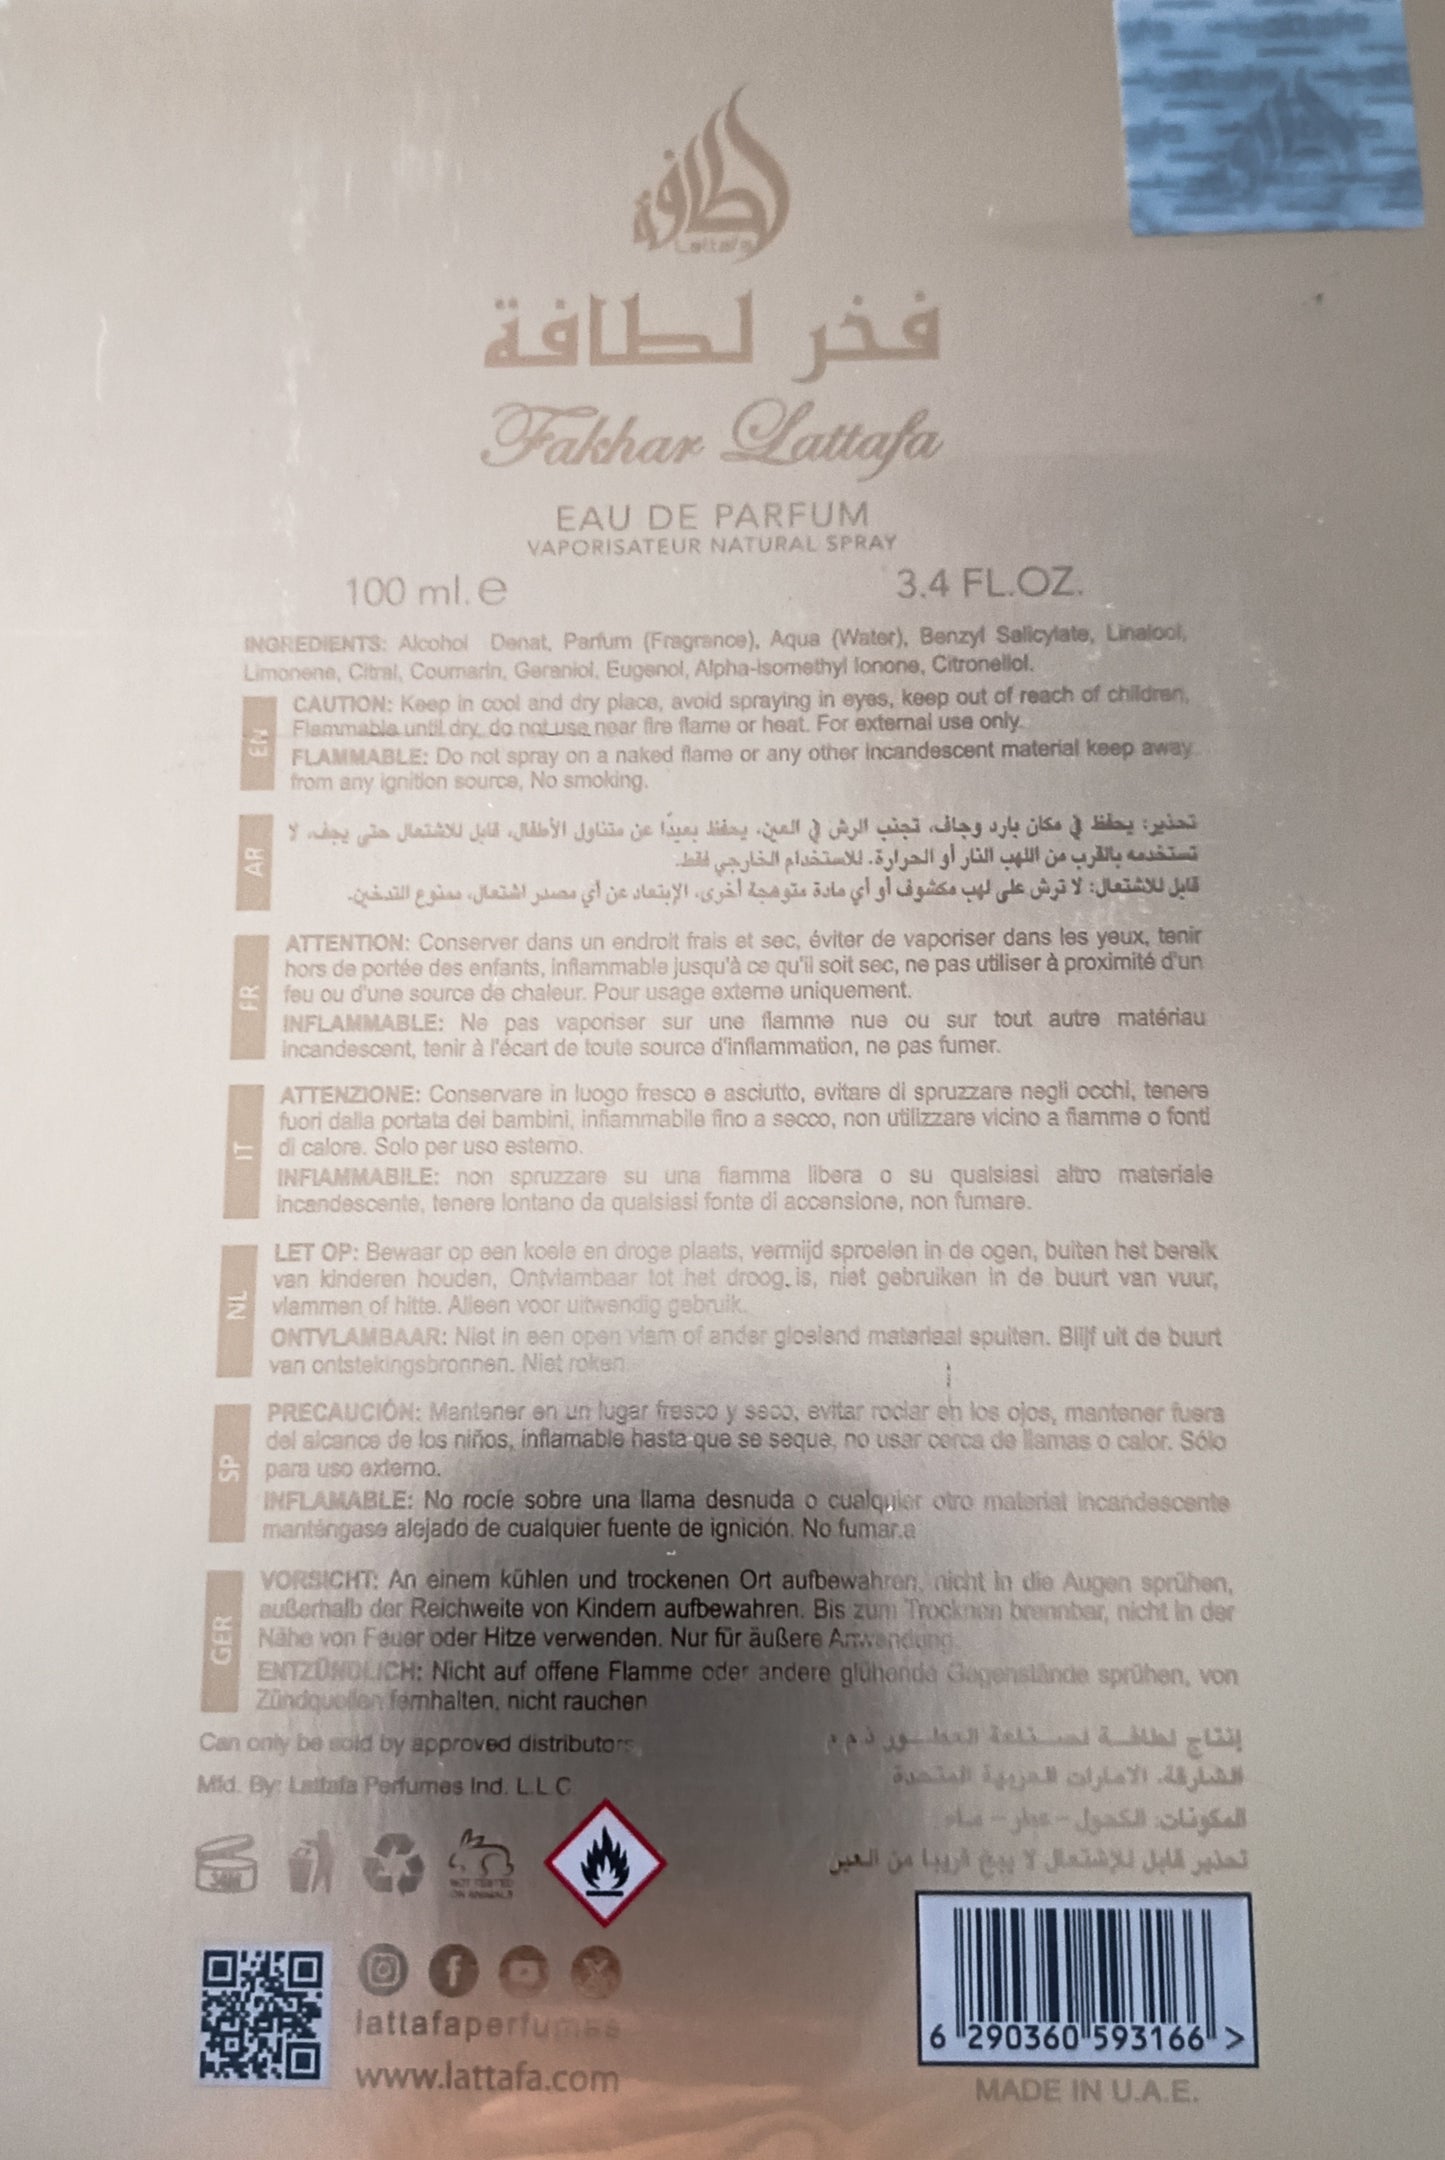 لطافة
Lattafa
فخر لطافة
Fakhar Lattafa
EAU DE PARFUM
VAPORISATEUR NATURAL SPRAY
100 ml. e
3.4 FL.OZ.
INGREDIENTS: Alcohol Denat, Parfum (Fragrance), Aqua (Water), Benzyl Salicylate, Linalool,
Limonene, Citral, Coumarin, Geraniol, Eugenol, Alpha-isomethyl Ionone, Citronellol.
EN
CAUTION: Keep in cool and dry place, avoid spraying in eyes, keep out of reach of children,
Flammable until dry, do not use near fire flame or heat. For external use only.
FLAMMABLE: Do not spray on a naked flame or any other incandescent material keep away
from any ignition source, No smoking.
AR
تحذير: يحفظ في مكان بارد وجاف، تجنب الرش في العين، يحفظ بعيدًا عن متناول الأطفال، قابل للاشتعال حتى يجف، لا
تستخدمه بالقرب من اللهب النار أو الحرارة. للاستخدام الخارجي فقط.
قابل للاشتعال: لا ترش على لهب مكشوف أو أي مادة متوهجة أخرى، الإبتعاد عن أي مصدر اشتعال، ممنوع التدخين.
FR
ATTENTION: Conserver dans un endroit frais et sec, éviter de vaporiser dans les yeux, tenir
hors de portée des enfants, inflammable jusqu'à ce qu'il soit sec, ne pas utiliser à proximité d'un
feu ou d'une source de chaleur. Pour usage externe uniquement.
INFLAMMABLE: Ne pas vaporiser sur une flamme nue ou sur tout autre matériau
incandescent, tenir à l'écart de toute source d'inflammation, ne pas fumer.
IT
ATTENZIONE: Conservare in luogo fresco e asciutto, evitare di spruzzare negli occhi, tenere
fuori dalla portata dei bambini, infiammabile fino a secco, non utilizzare vicino a fiamme o fonti
di calore. Solo per uso esterno.
INFIAMMABILE: non spruzzare su una fiamma libera o su qualsiasi altro materiale
incandescente, tenere lontano da qualsiasi fonte di accensione, non fumare.
NL
LET OP: Bewaar op een koele en droge plaats, vermijd sproeien in de ogen, buiten het bereik
van kinderen houden, Ontvlambaar tot het droog is, niet gebruiken in de buurt van vuur,
vlammen of hitte. Alleen voor uitwendig gebruik.
ONTVLAMBAAR: Niet in een open vlam of ander gloeiend materiaal spuiten. Blijf uit de buurt
van ontstekingsbronnen. Niet roken
SP
PRECAUCIÓN: Mantener en un lugar fresco y seco, evitar rociar en los ojos, mantener fuera
del alcance de los niños, inflamable hasta que se seque, no usar cerca de llamas o calor. Sólo
para uso externo.
INFLAMABLE: No rocíe sobre una llama desnuda o cualquier otro material incandescente
manténgase alejado de cualquier fuente de ignición. No fumar.a
GER
VORSICHT: An einem kühlen und trockenen Ort aufbewahren, nicht in die Augen sprühen,
außerhalb der Reichweite von Kindern aufbewahren. Bis zum Trocknen brennbar, nicht in der
Nähe von Feuer oder Hitze verwenden. Nur für äußere Anwendung.
ENTZÜNDLICH: Nicht auf offene Flamme oder andere glühende Gegenstände sprühen, von
Zündquellen fernhalten, nicht rauchen
Can only be sold by approved distributors
Mfd. By: Lattafa Perfumes Ind. L.L.C
إنتاج لطافة لصناعة العطور ذ م م
الشارقة، الامارات العربية المتحدة
المكونات: الكحول - عطر - ماء
تحذير قابل للإشتعال لا يبخ قريبا من العين
NOT TESTED
ON ANIMALS
lattafaperfumes
www.lattafa.com
6 290360 593166 >
MADE IN U.A.E.